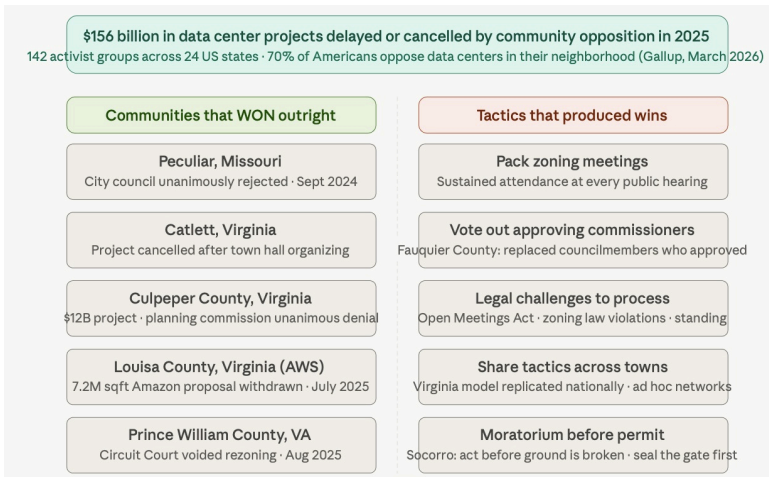 $156 billion in data center projects delayed or cancelled by community opposition in 2025
142 activist groups across 24 US states · 70% of Americans oppose data centers in their neighborhood (Gallup, March 2026)
Communities that WON outright
Peculiar, Missouri
City council unanimously rejected · Sept 2024
Catlett, Virginia
Project cancelled after town hall organizing
Culpeper County, Virginia
$12B project · planning commission unanimous denial
Louisa County, Virginia (AWS)
7.2M sqft Amazon proposal withdrawn · July 2025
Prince William County, VA
Circuit Court voided rezoning · Aug 2025
Tactics that produced wins
Pack zoning meetings
Sustained attendance at every public hearing
Vote out approving commissioners
Fauquier County: replaced councilmembers who approved
Legal challenges to process
Open Meetings Act · zoning law violations · standing
Share tactics across towns
Virginia model replicated nationally · ad hoc networks
Moratorium before permit
Socorro: act before ground is broken · seal the gate first